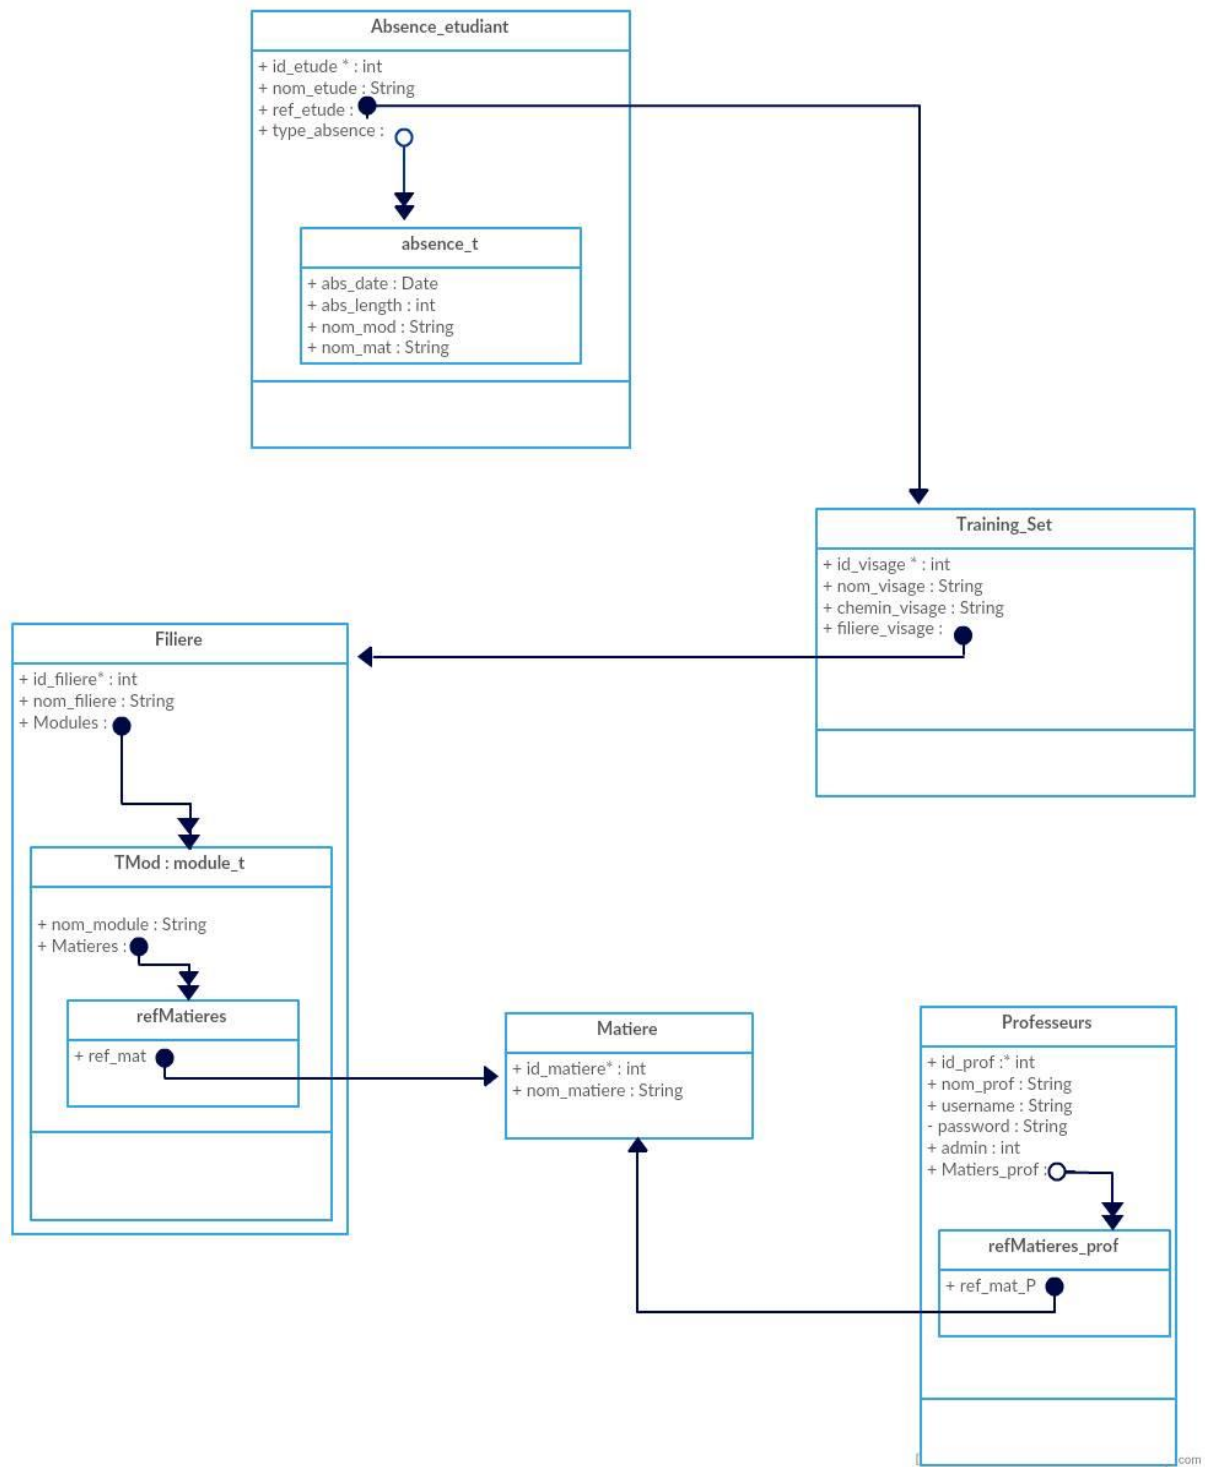 Absence_etudiant
+ id_etude * : int
+ nom_etude : String
+ ref_etude :
+ type_absence :
absence_t
+ abs_date : Date
+ abs_length : int
+ nom_mod : String
+ nom_mat : String
Training_Set
+ id_visage * : int
+ nom_visage : String
+ chemin_visage : String
+ filiere_visage :
Filiere
+ id_filiere* : int
+ nom_filiere : String
+ Modules :
TMod : module_t
+ nom_module : String
+ Matieres :
refMatieres
+ ref_mat
Matiere
+ id_matiere* : int
+ nom_matiere : String
Professeurs
+ id_prof :* int
+ nom_prof : String
+ username : String
- password : String
+ admin : int
+ Matiers_prof :
refMatieres_prof
+ ref_mat_P
com